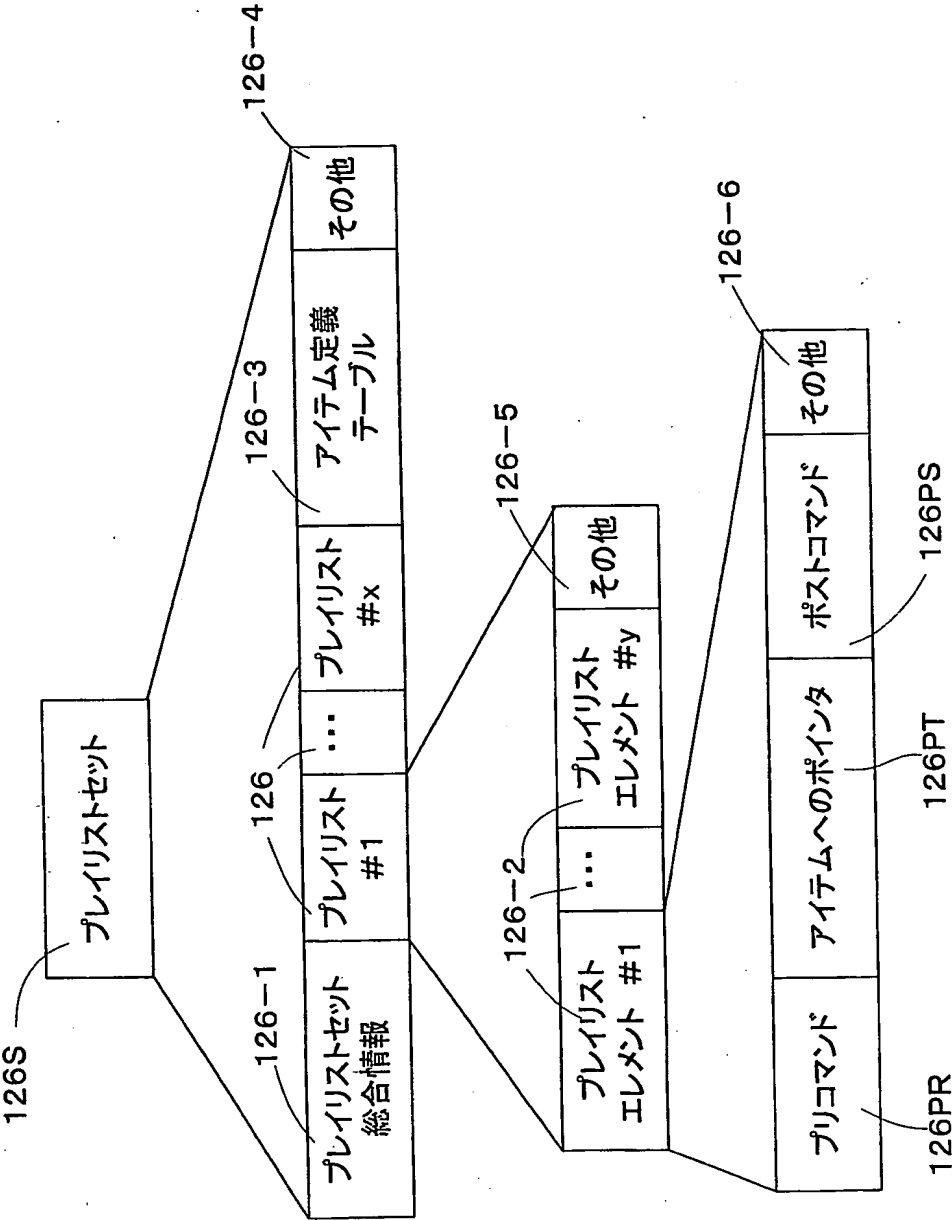 126S
プレイリストセット
126-1
126
126-3
126-4
プレイリストセット
総合情報
プレイリスト
#1
...
プレイリスト
#x
アイテム定義
テーブル
その他
126-2
126-5
プレイリスト
エレメント #1
...
プレイリスト
エレメント #y
その他
126-6
プリコマンド
アイテムへのポインタ
ポストコマンド
その他
126PR
126PT
126PS